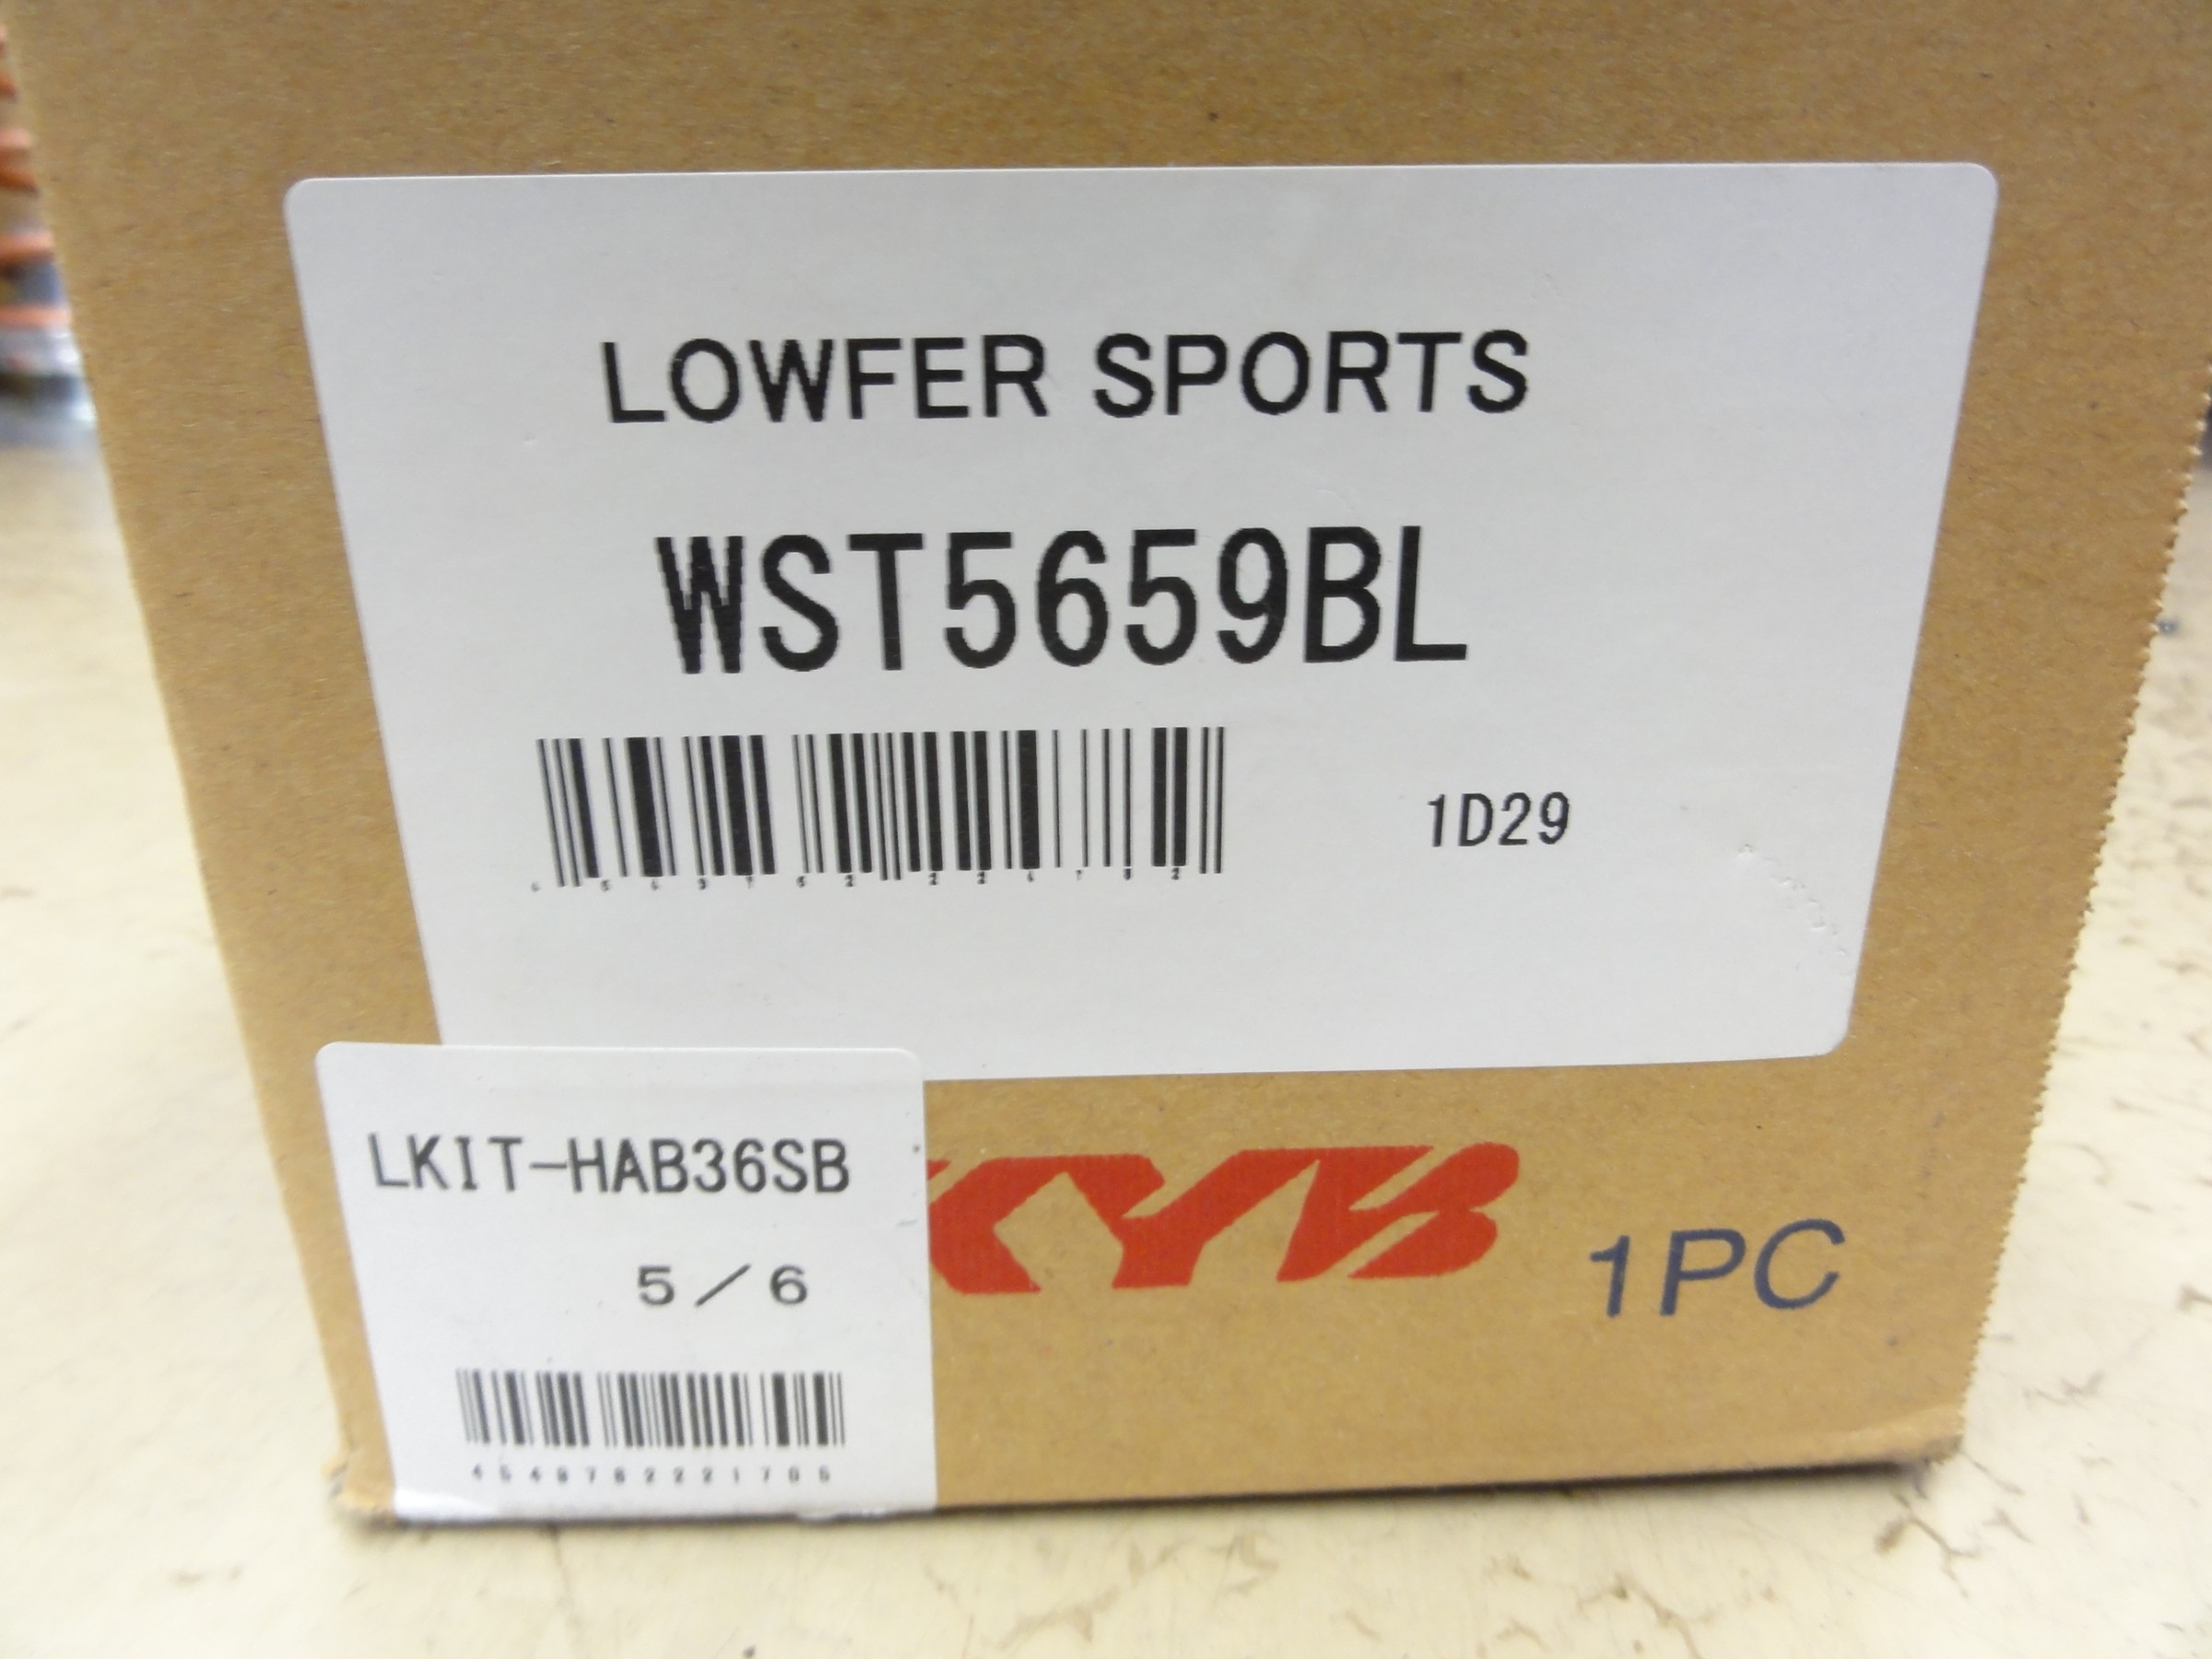 LOWFER SPORTS
WST5659BL
1D29
LKIT-HAB36SB
5／6
KYB
1PC